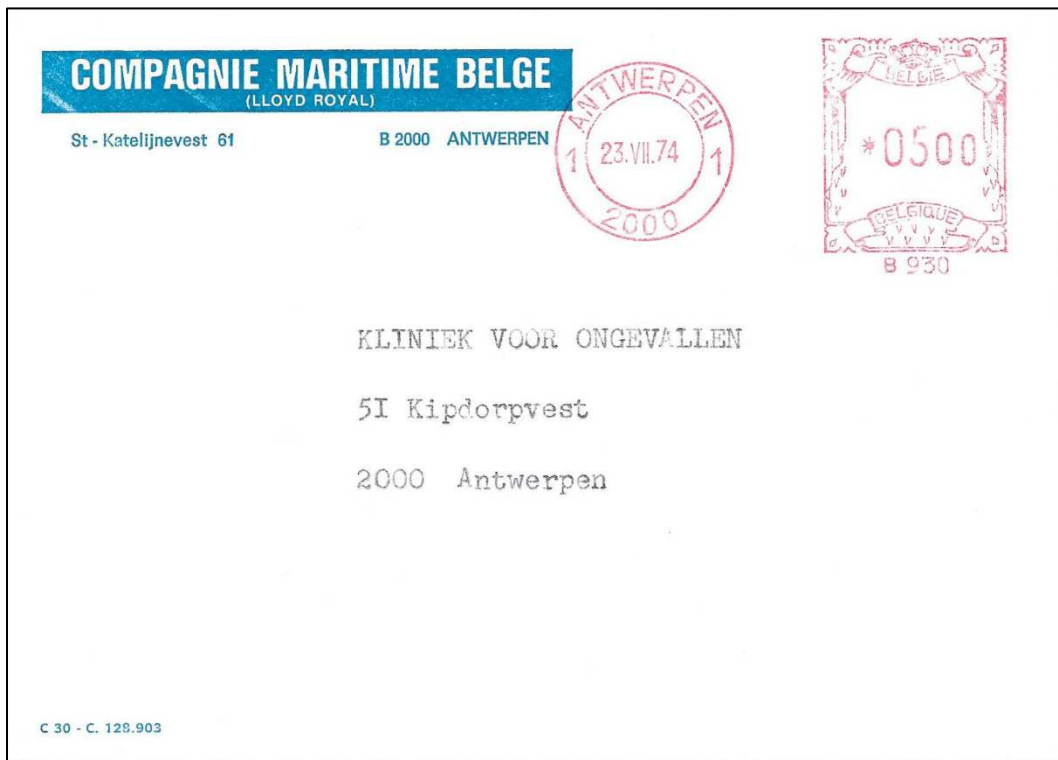 COMPAGNIE MARITIME BELGE
(LLOYD ROYAL)
St - Katelijnevest 61 B 2000 ANTWERPEN
ANTWERPEN
1 23.VII.74 1
2000
BELGIË
*0500
BELGIQUE
B 930
KLINIEK VOOR ONGEVALLEN
5I Kipdorpvest
2000 Antwerpen
C 30 - C. 128.903